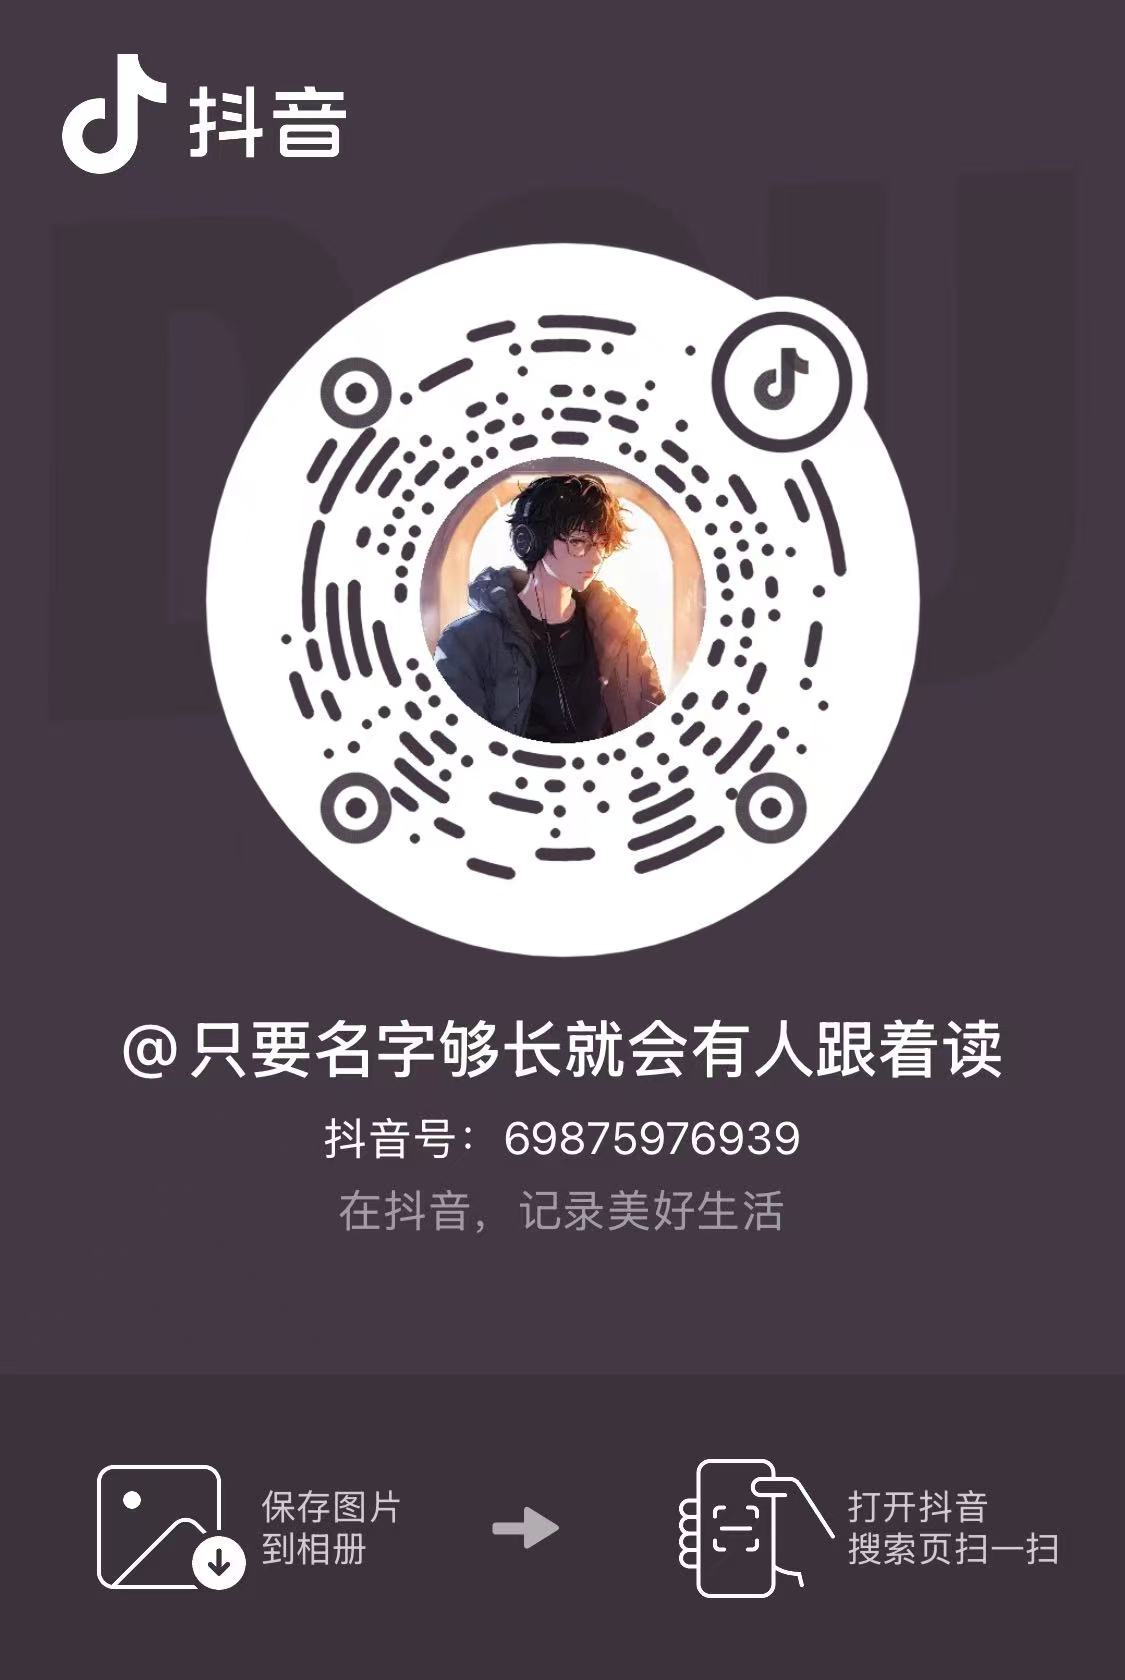 抖音
@只要名字够长就会有人跟着读
抖音号：69875976939
在抖音，记录美好生活
保存图片
到相册
打开抖音
搜索页扫一扫